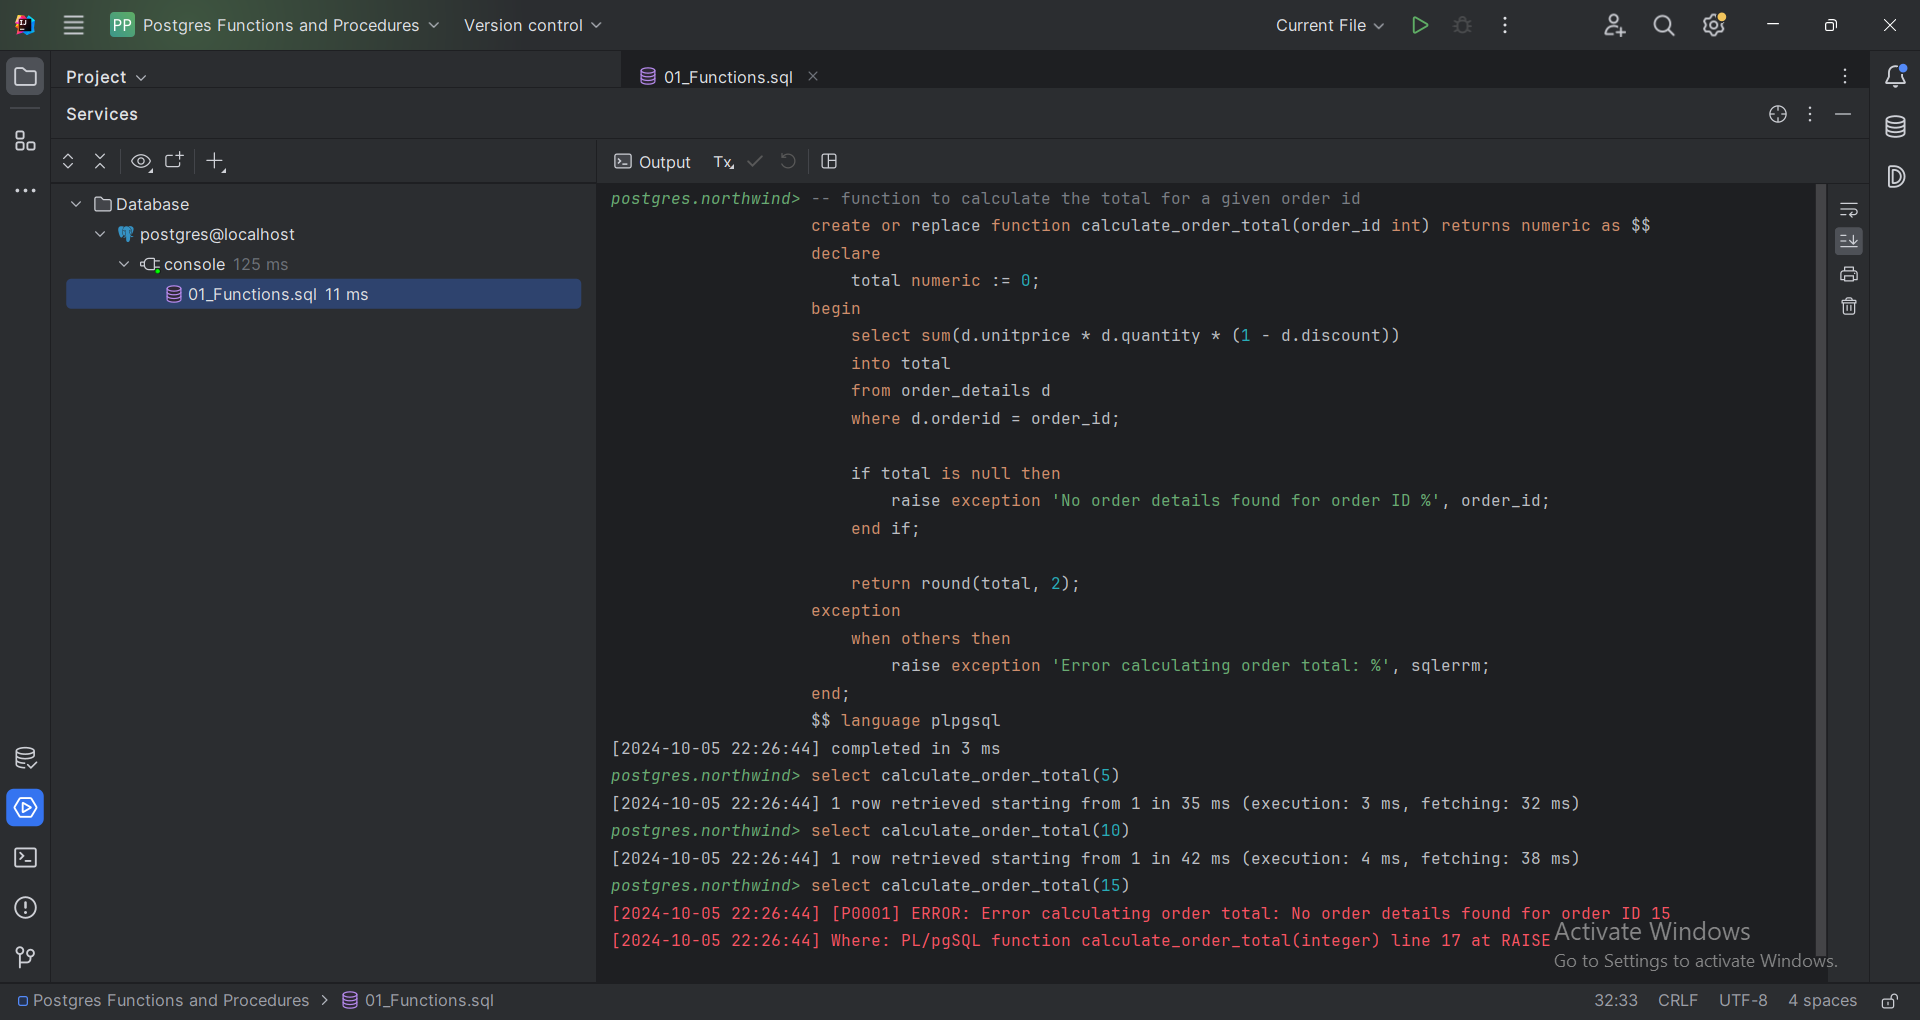 PP Postgres Functions and Procedures Version control Current File
Project 01_Functions.sql
Services
Output Tx
Database
postgres@localhost
console 125 ms
01_Functions.sql 11 ms
postgres.northwind> -- function to calculate the total for a given order id
create or replace function calculate_order_total(order_id int) returns numeric as $$
declare
    total numeric := 0;
begin
    select sum(d.unitprice * d.quantity * (1 - d.discount))
    into total
    from order_details d
    where d.orderid = order_id;
    if total is null then
        raise exception 'No order details found for order ID %', order_id;
    end if;
    return round(total, 2);
exception
    when others then
        raise exception 'Error calculating order total: %', sqlerrm;
end;
$$ language plpgsql
[2024-10-05 22:26:44] completed in 3 ms
postgres.northwind> select calculate_order_total(5)
[2024-10-05 22:26:44] 1 row retrieved starting from 1 in 35 ms (execution: 3 ms, fetching: 32 ms)
postgres.northwind> select calculate_order_total(10)
[2024-10-05 22:26:44] 1 row retrieved starting from 1 in 42 ms (execution: 4 ms, fetching: 38 ms)
postgres.northwind> select calculate_order_total(15)
[2024-10-05 22:26:44] [P0001] ERROR: Error calculating order total: No order details found for order ID 15
[2024-10-05 22:26:44] Where: PL/pgSQL function calculate_order_total(integer) line 17 at RAISE
Activate Windows
Go to Settings to activate Windows.
Postgres Functions and Procedures > 01_Functions.sql 32:33 CRLF UTF-8 4 spaces